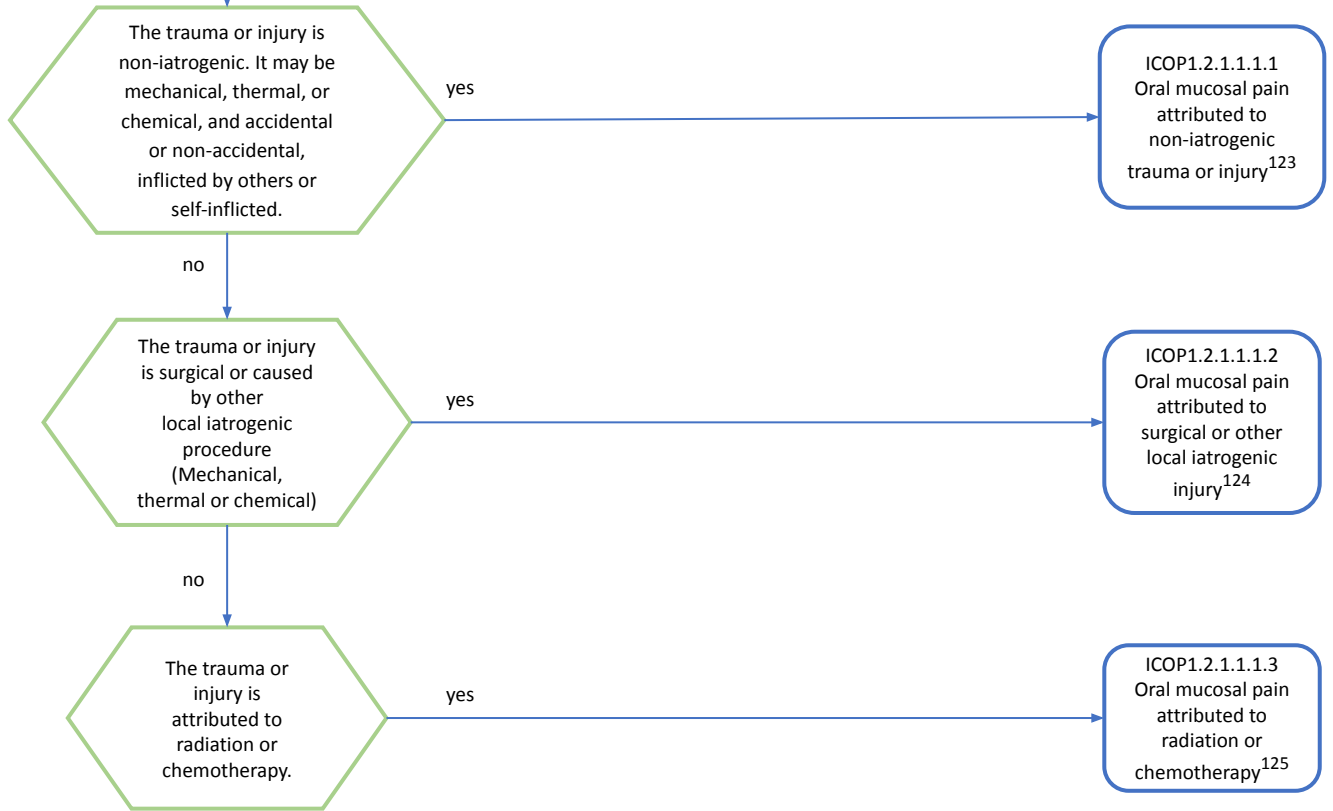 The trauma or injury is
non-iatrogenic. It may be
mechanical, thermal, or
chemical, and accidental
or non-accidental,
inflicted by others or
self-inflicted.
yes
ICOP1.2.1.1.1.1
Oral mucosal pain
attributed to
non-iatrogenic
trauma or injury123
no
The trauma or injury
is surgical or caused
by other
local iatrogenic
procedure
(Mechanical,
thermal or chemical)
yes
ICOP1.2.1.1.1.2
Oral mucosal pain
attributed to
surgical or other
local iatrogenic
injury124
no
The trauma or
injury is
attributed to
radiation or
chemotherapy.
yes
ICOP1.2.1.1.1.3
Oral mucosal pain
attributed to
radiation or
chemotherapy125